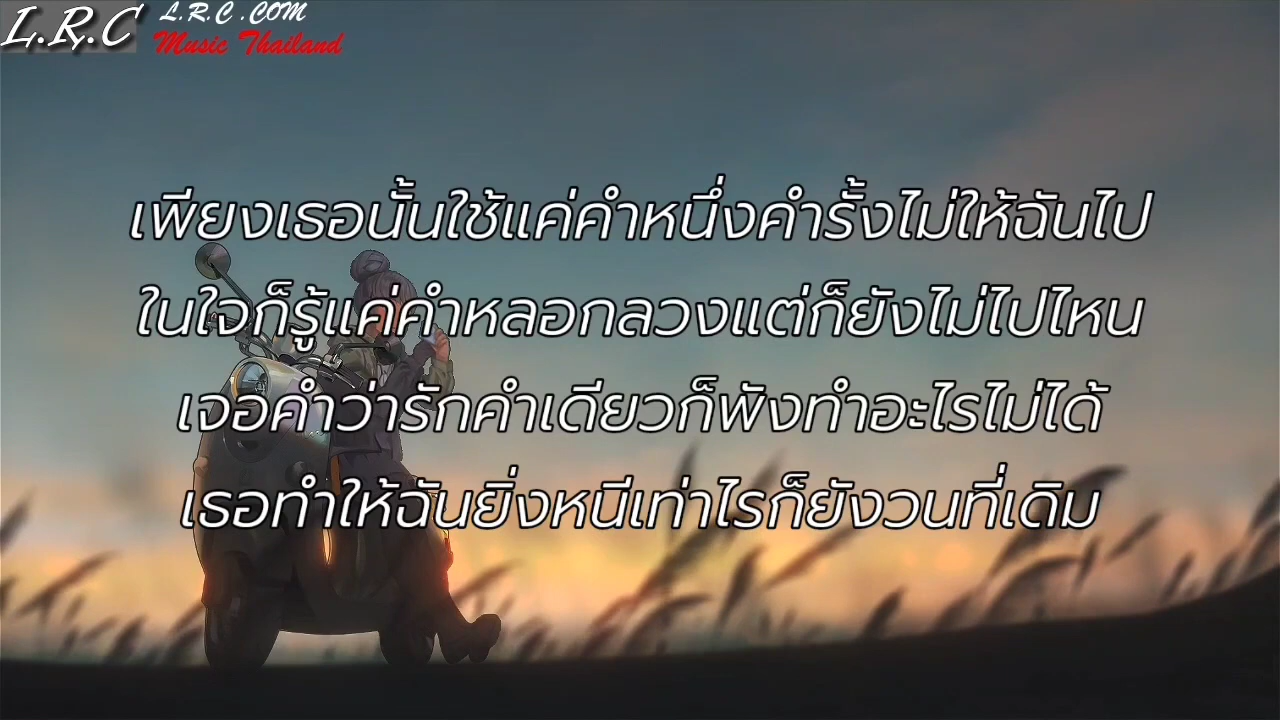 L.R.C
L.R.C .COM
Music Thailand
เพียงเธอนั้นใช้แค่คำหนึ่งคำรั้งไม่ให้ฉันไป
ในใจก็รู้แค่คำหลอกลวงแต่ก็ยังไม่ไปไหน
เจอคำว่ารักคำเดียวก็พังทำอะไรไม่ได้
เธอทำให้ฉันยิ่งหนีเท่าไรก็ยังวนที่เดิม